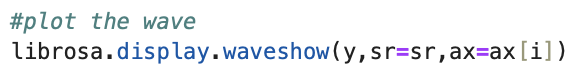 #plot the wave
librosa.display.waveshow(y,sr=sr,ax=ax[i])